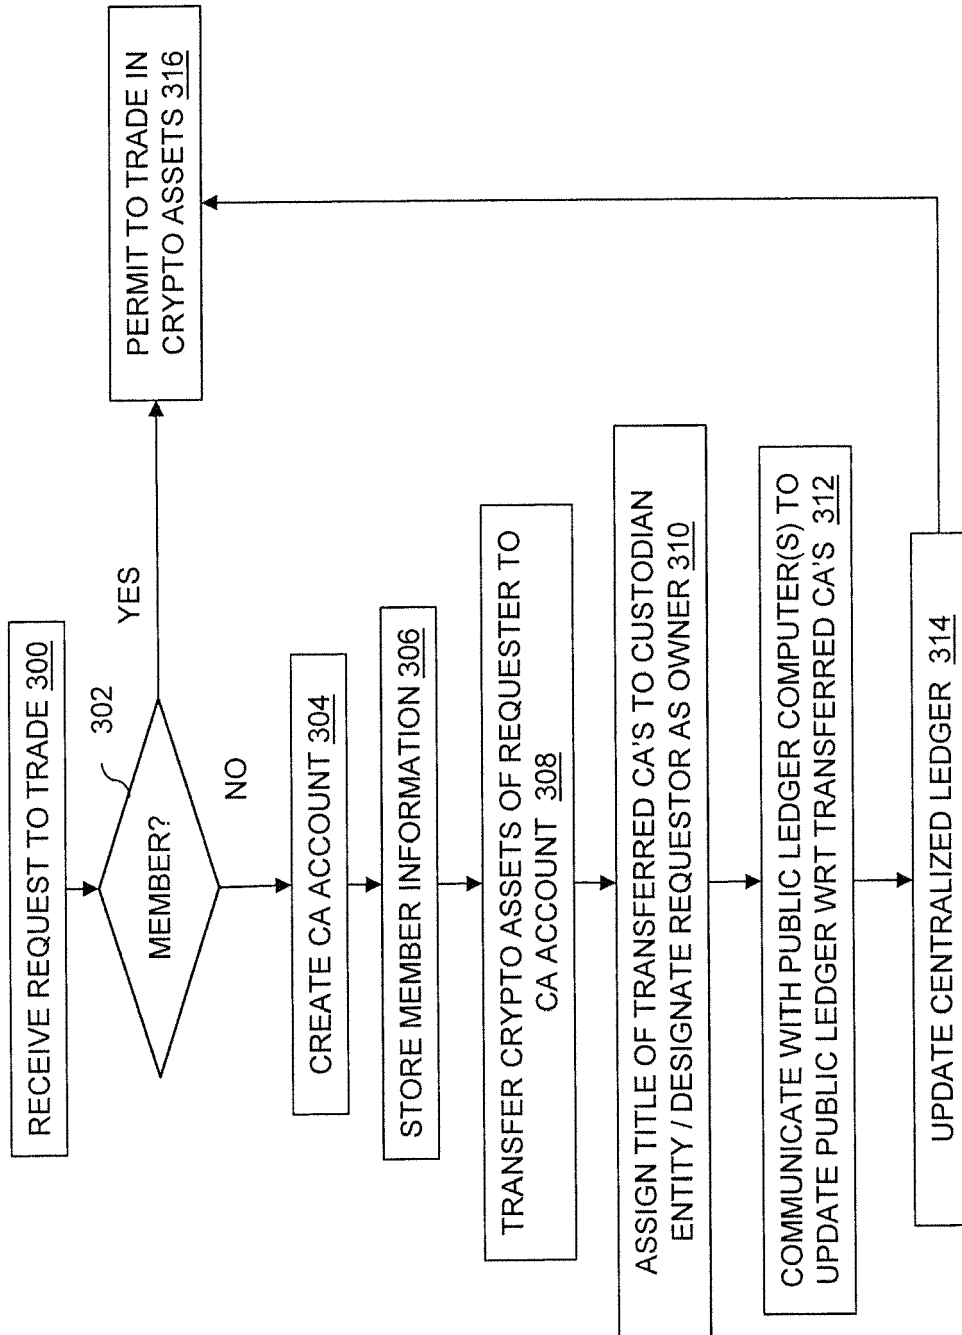 RECEIVE REQUEST TO TRADE 300
302
MEMBER?
YES
NO
PERMIT TO TRADE IN
CRYPTO ASSETS 316
CREATE CA ACCOUNT 304
STORE MEMBER INFORMATION 306
TRANSFER CRYPTO ASSETS OF REQUESTER TO
CA ACCOUNT 308
ASSIGN TITLE OF TRANSFERRED CA'S TO CUSTODIAN
ENTITY / DESIGNATE REQUESTOR AS OWNER 310
COMMUNICATE WITH PUBLIC LEDGER COMPUTER(S) TO
UPDATE PUBLIC LEDGER WRT TRANSFERRED CA'S 312
UPDATE CENTRALIZED LEDGER 314